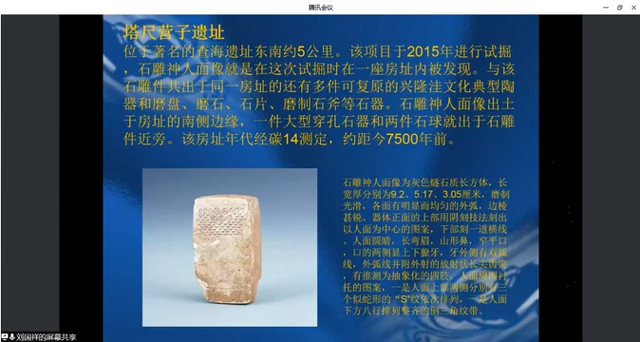 腾讯会议
塔尺营子遗址
位于著名的查海遗址东南约5公里。该项目于2015年进行试掘
，石雕神人面像就是在这次试掘时在一座房址内被发现。与该
石雕件共出于同一房址的还有多件可复原的兴隆洼文化典型陶
器和磨盘、磨石、石片、磨制石斧等石器。石雕神人面像出土
于房址的南侧边缘，一件大型穿孔石器和两件石球就出于石雕
件近旁。该房址年代经碳14测定，约距今7500年前。
石雕神人面像为灰色燧石质长方体，长
宽厚分别为9.2、5.17、3.05厘米，磨制
光滑，各面有明显而均匀的外弧，边棱
甚锐。器体正面的上部用阴刻技法刻出
以人面为中心的图案，下部刻一道横线
。人面圆睛，长弯眉，山形鼻，窄平口
，口的两侧显上下獠牙，牙外侧有双弧
线，外弧线并附外射的放射状长尖齿
，有推测为抽象化的四肢。人面
托的图案，一是人面上部两侧分别有三
个似蛇形的“S”纹依次排列，一是人面
下方八行排列整齐的倒三角纹带。
刘国祥的屏幕共享